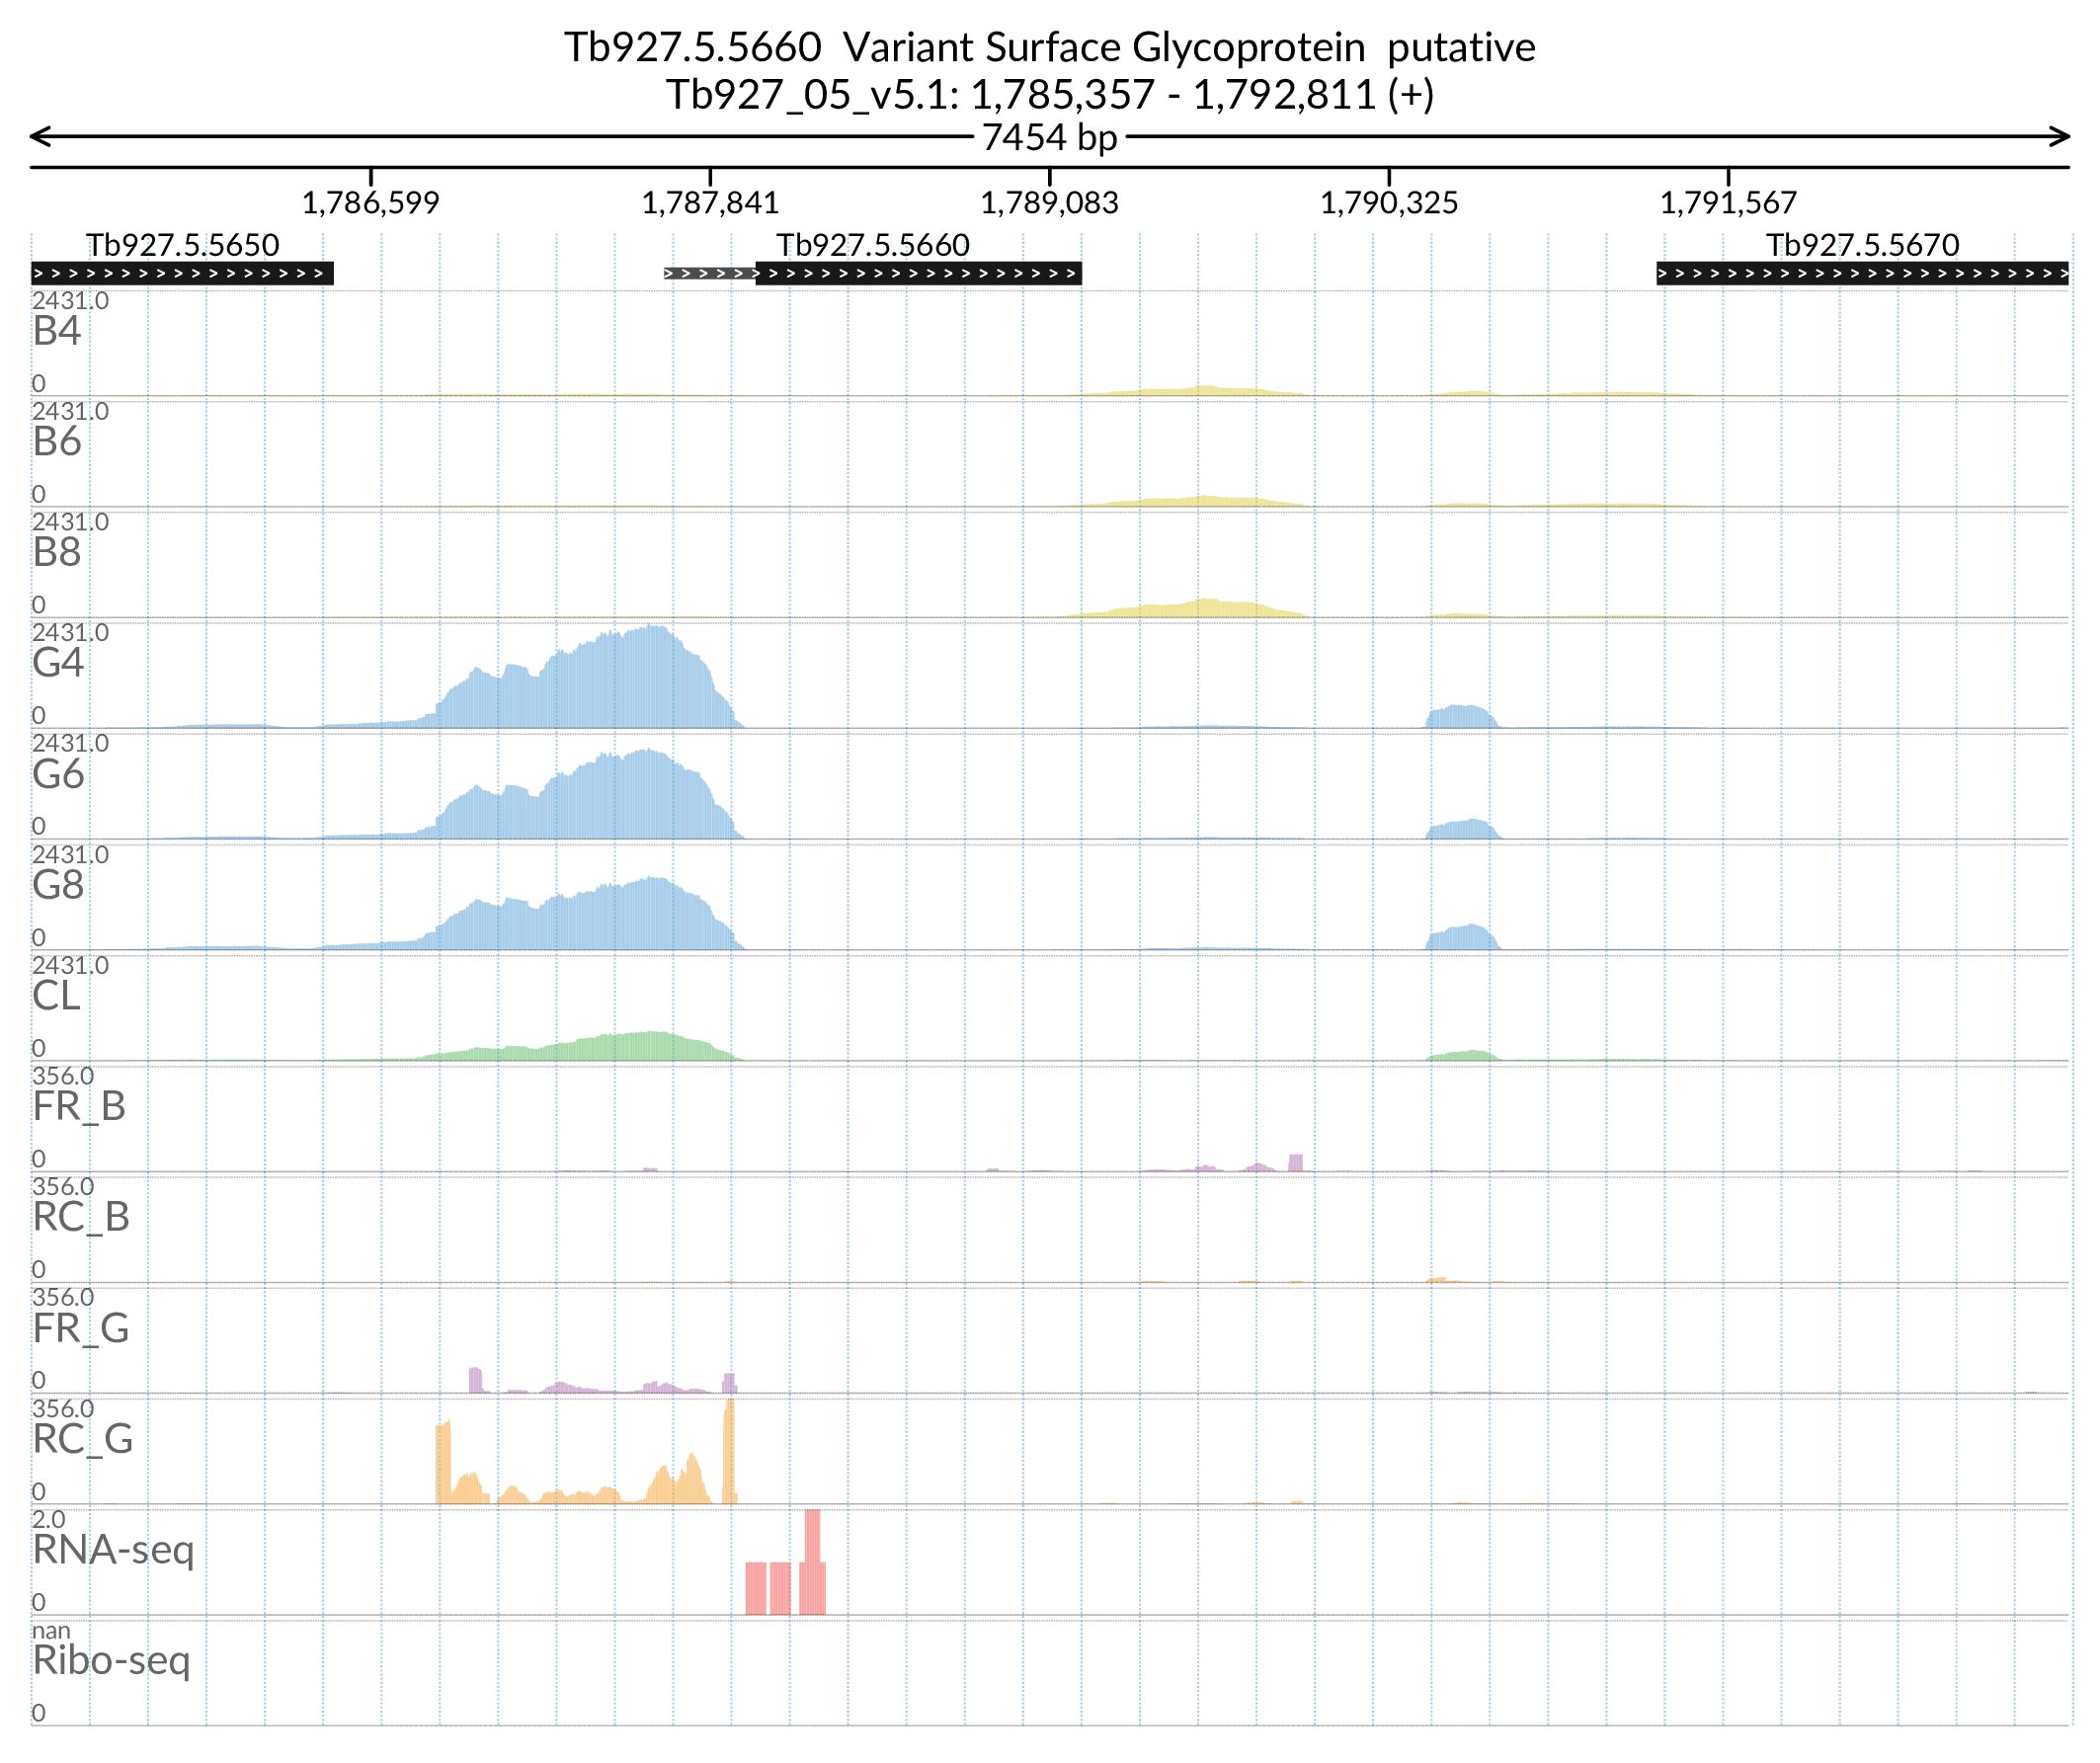 Tb927.5.5660 Variant Surface Glycoprotein putative
Tb927_05_v5.1: 1,785,357 - 1,792,811 (+)
7454 bp
1,786,599 1,787,841 1,789,083 1,790,325 1,791,567
Tb927.5.5650 Tb927.5.5660 Tb927.5.5670
2431.0
B4
0
2431.0
B6
0
2431.0
B8
0
2431.0
G4
0
2431.0
G6
0
2431.0
G8
0
2431.0
CL
0
356.0
FR_B
0
356.0
RC_B
0
356.0
FR_G
0
356.0
RC_G
0
2.0
RNA-seq
0
nan
Ribo-seq
0